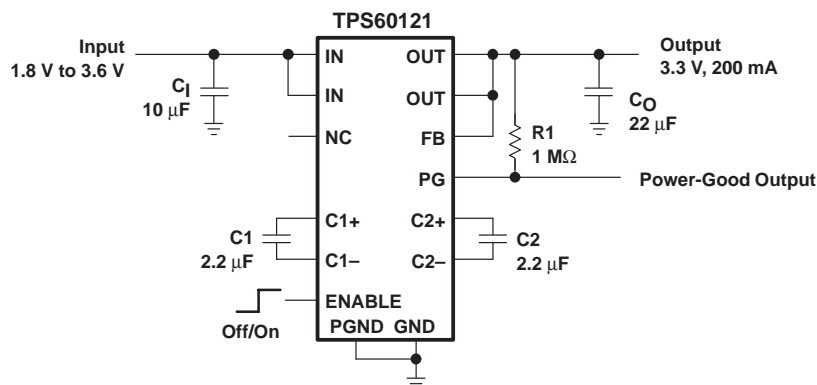 TPS60121
Input
1.8 V to 3.6 V
IN
OUT
Output
3.3 V, 200 mA
CI
10 µF
IN
OUT
CO
22 µF
NC
FB
R1
1 MΩ
PG
Power-Good Output
C1
2.2 µF
C1+
C2+
C2
2.2 µF
C1–
C2–
ENABLE
Off/On
PGND GND